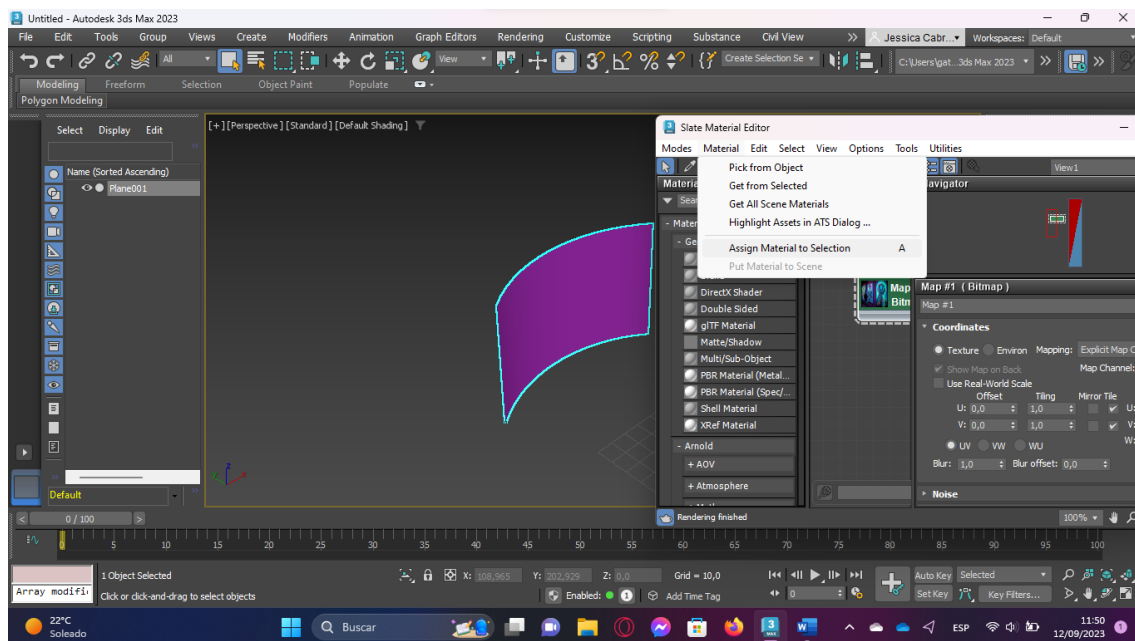 Untitled - Autodesk 3ds Max 2023
File Edit Tools Group Views Create Modifiers Animation Graph Editors Rendering Customize Scripting Substance Civil View Jessica Cabr... Workspaces: Default
All View Create Selection Se C:\Users\gat...3ds Max 2023
Modeling Freeform Selection Object Paint Populate
Polygon Modeling
Select Display Edit
Name (Sorted Ascending)
Plane001
Default
[+] [Perspective] [Standard] [Default Shading]
z
x
Slate Material Editor
Modes Material Edit Select View Options Tools Utilities
View1
Pick from Object
Get from Selected
Get All Scene Materials
Highlight Assets in ATS Dialog ...
Assign Material to Selection A
Put Material to Scene
DirectX Shader
Double Sided
glTF Material
Matte/Shadow
Multi/Sub-Object
PBR Material (Metal...
PBR Material (Spec/...
Shell Material
XRef Material
- Arnold
+ AOV
+ Atmosphere
Map
Bitm
avigator
Map #1 ( Bitmap )
Map #1
Coordinates
Texture Environ Mapping: Explicit Map C
Show Map on Back Map Channel:
Use Real-World Scale
Offset Tiling Mirror Tile
U: 0,0 1,0 U:
V: 0,0 1,0 V:
UV VW WU W:
Blur: 1,0 Blur offset: 0,0
Noise
Rendering finished 100%
0 / 100
0 5 10 15 20 25 30 35 40 45 50 55 60 65 70 75 80 85 90 95 100
1 Object Selected X: 108,965 Y: 202,929 Z: 0,0 Grid = 10,0 Auto Key Selected
Array modifi Click or click-and-drag to select objects Enabled: 1 Add Time Tag 0 Set Key Key Filters...
22°C
Soleado
Buscar
ESP
11:50
12/09/2023
1